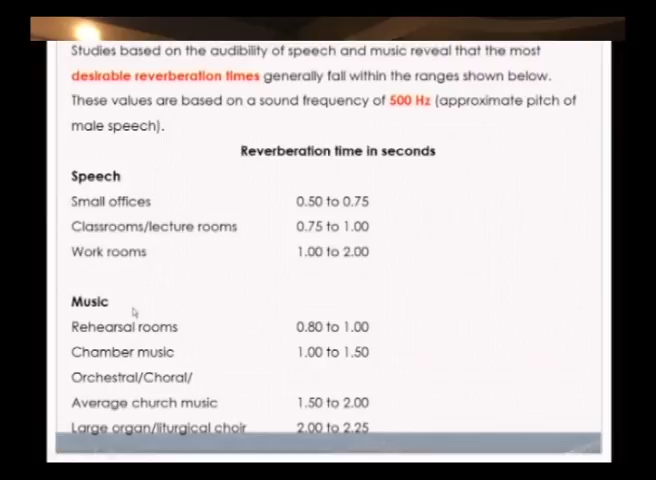 Studies based on the audibility of speech and music reveal that the most
desirable reverberation times generally fall within the ranges shown below.
These values are based on a sound frequency of 500 Hz (approximate pitch of
male speech).
Reverberation time in seconds
Speech
Small offices 0.50 to 0.75
Classrooms/lecture rooms 0.75 to 1.00
Work rooms 1.00 to 2.00
Music
Rehearsal rooms 0.80 to 1.00
Chamber music 1.00 to 1.50
Orchestral/Choral/
Average church music 1.50 to 2.00
Large organ/liturgical choir 2.00 to 2.25